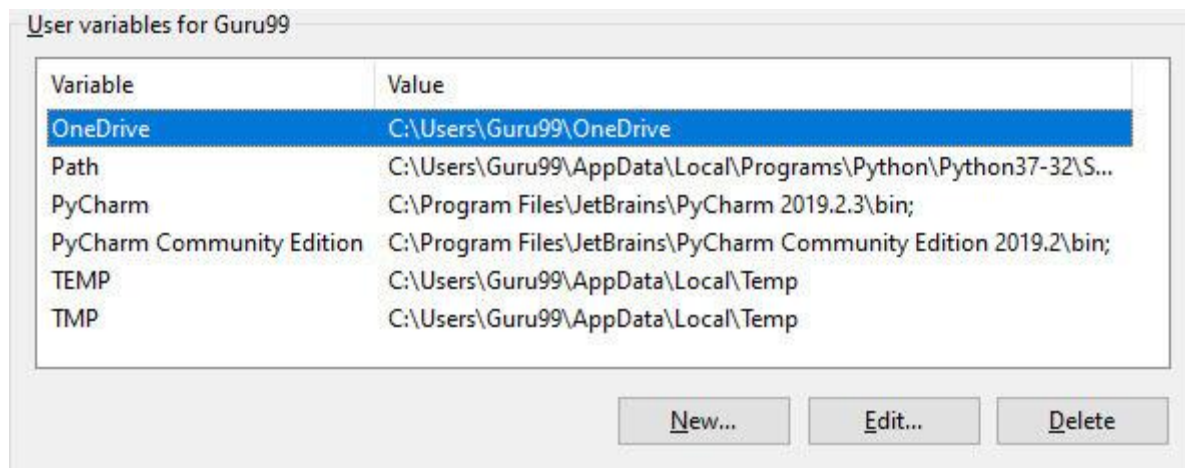 User variables for Guru99
Variable Value
OneDrive C:\Users\Guru99\OneDrive
Path C:\Users\Guru99\AppData\Local\Programs\Python\Python37-32\S...
PyCharm C:\Program Files\JetBrains\PyCharm 2019.2.3\bin;
PyCharm Community Edition C:\Program Files\JetBrains\PyCharm Community Edition 2019.2\bin;
TEMP C:\Users\Guru99\AppData\Local\Temp
TMP C:\Users\Guru99\AppData\Local\Temp
New... Edit... Delete